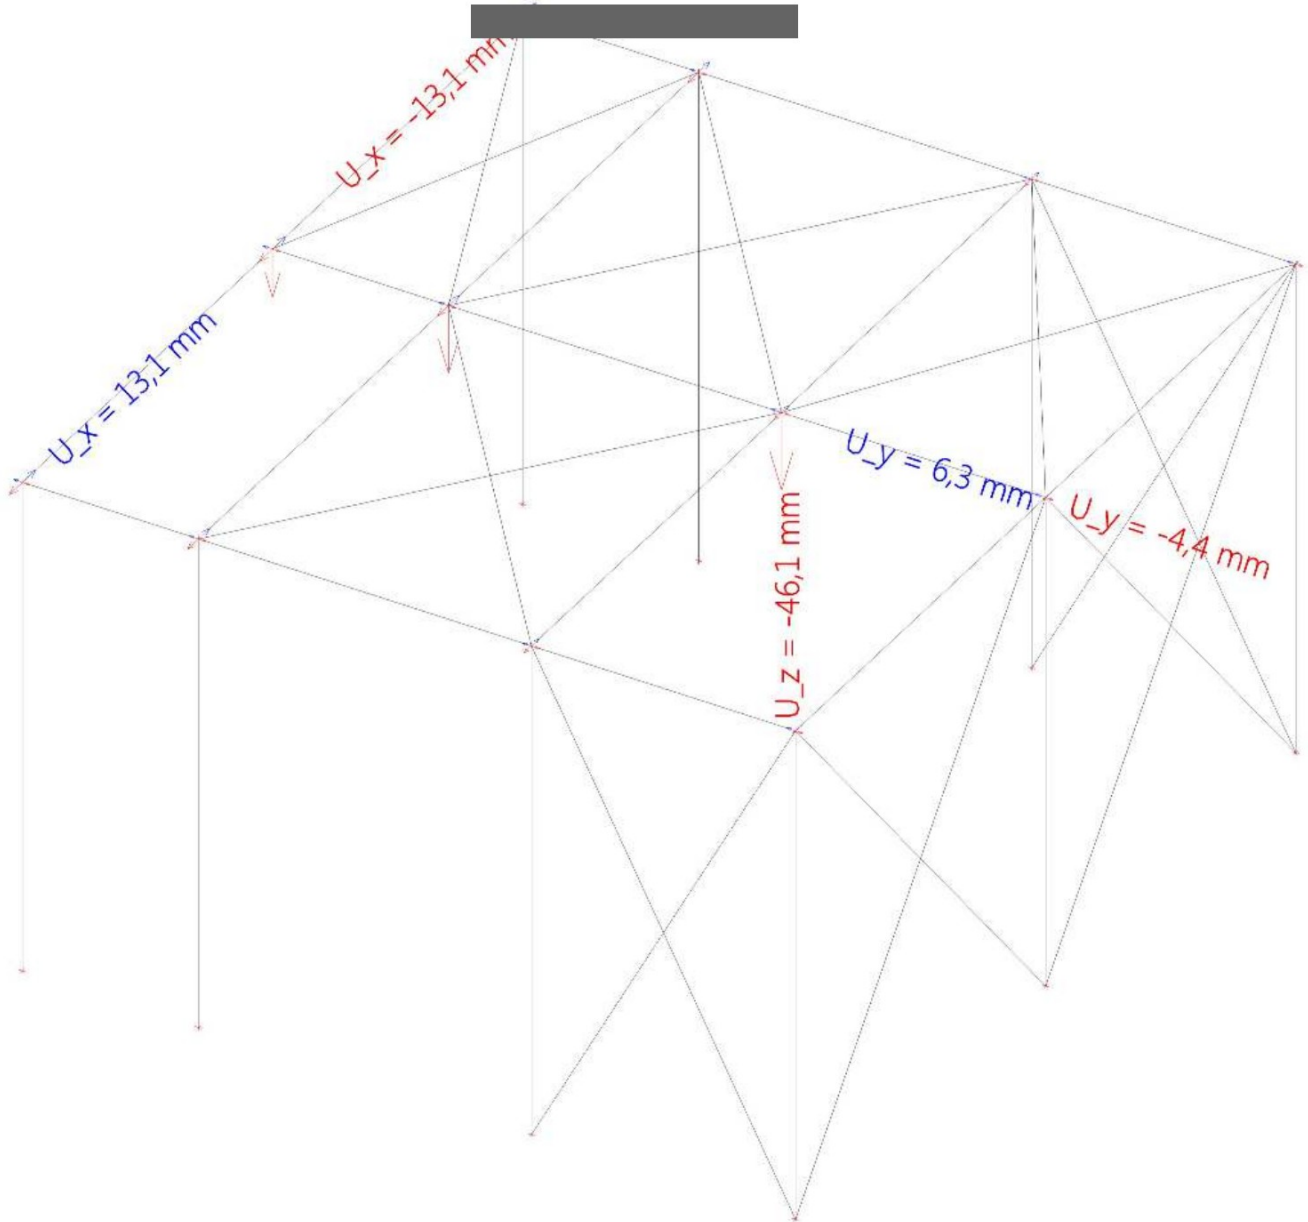 U_x = -13,1 mm
U_x = 13,1 mm
U_y = 6,3 mm
U_y = -4,4 mm
U_z = -46,1 mm